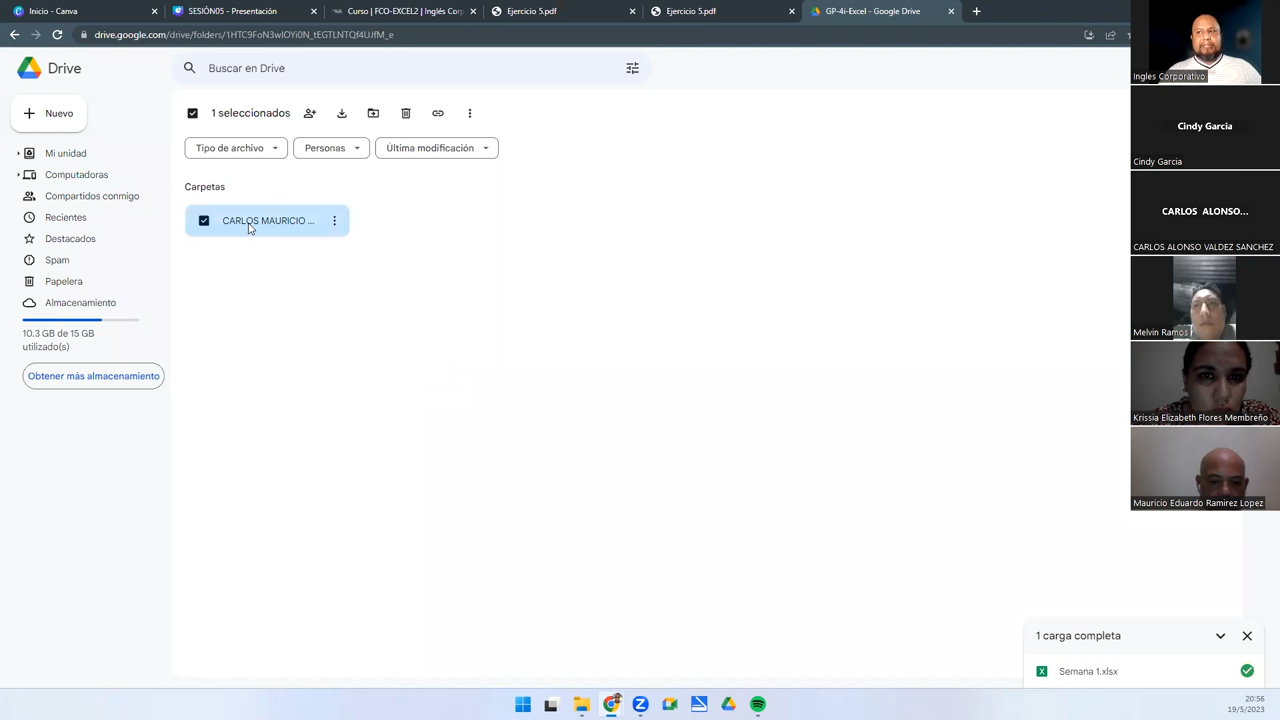 Inicio - Canva
SESIÓN05 - Presentación
Curso | FCO-EXCEL2 | Inglés Corp
Ejercicio 5.pdf
Ejercicio 5.pdf
GP-4i-Excel - Google Drive
drive.google.com/drive/folders/1HTC9FoN3wIOYi0N_tEGTLNTQf4UJfM_e
Drive
Buscar en Drive
Nuevo
1 seleccionados
Tipo de archivo
Personas
Última modificación
Mi unidad
Computadoras
Compartidos conmigo
Recientes
Destacados
Spam
Papelera
Almacenamiento
10.3 GB de 15 GB
utilizado(s)
Obtener más almacenamiento
Carpetas
CARLOS MAURICIO ...
Ingles Corporativo
Cindy Garcia
Cindy Garcia
CARLOS ALONSO...
CARLOS ALONSO VALDEZ SANCHEZ
Melvin Ramos
Krissia Elizabeth Flores Membreño
Mauricio Eduardo Ramirez Lopez
1 carga completa
Semana 1.xlsx
20:56
19/5/2023